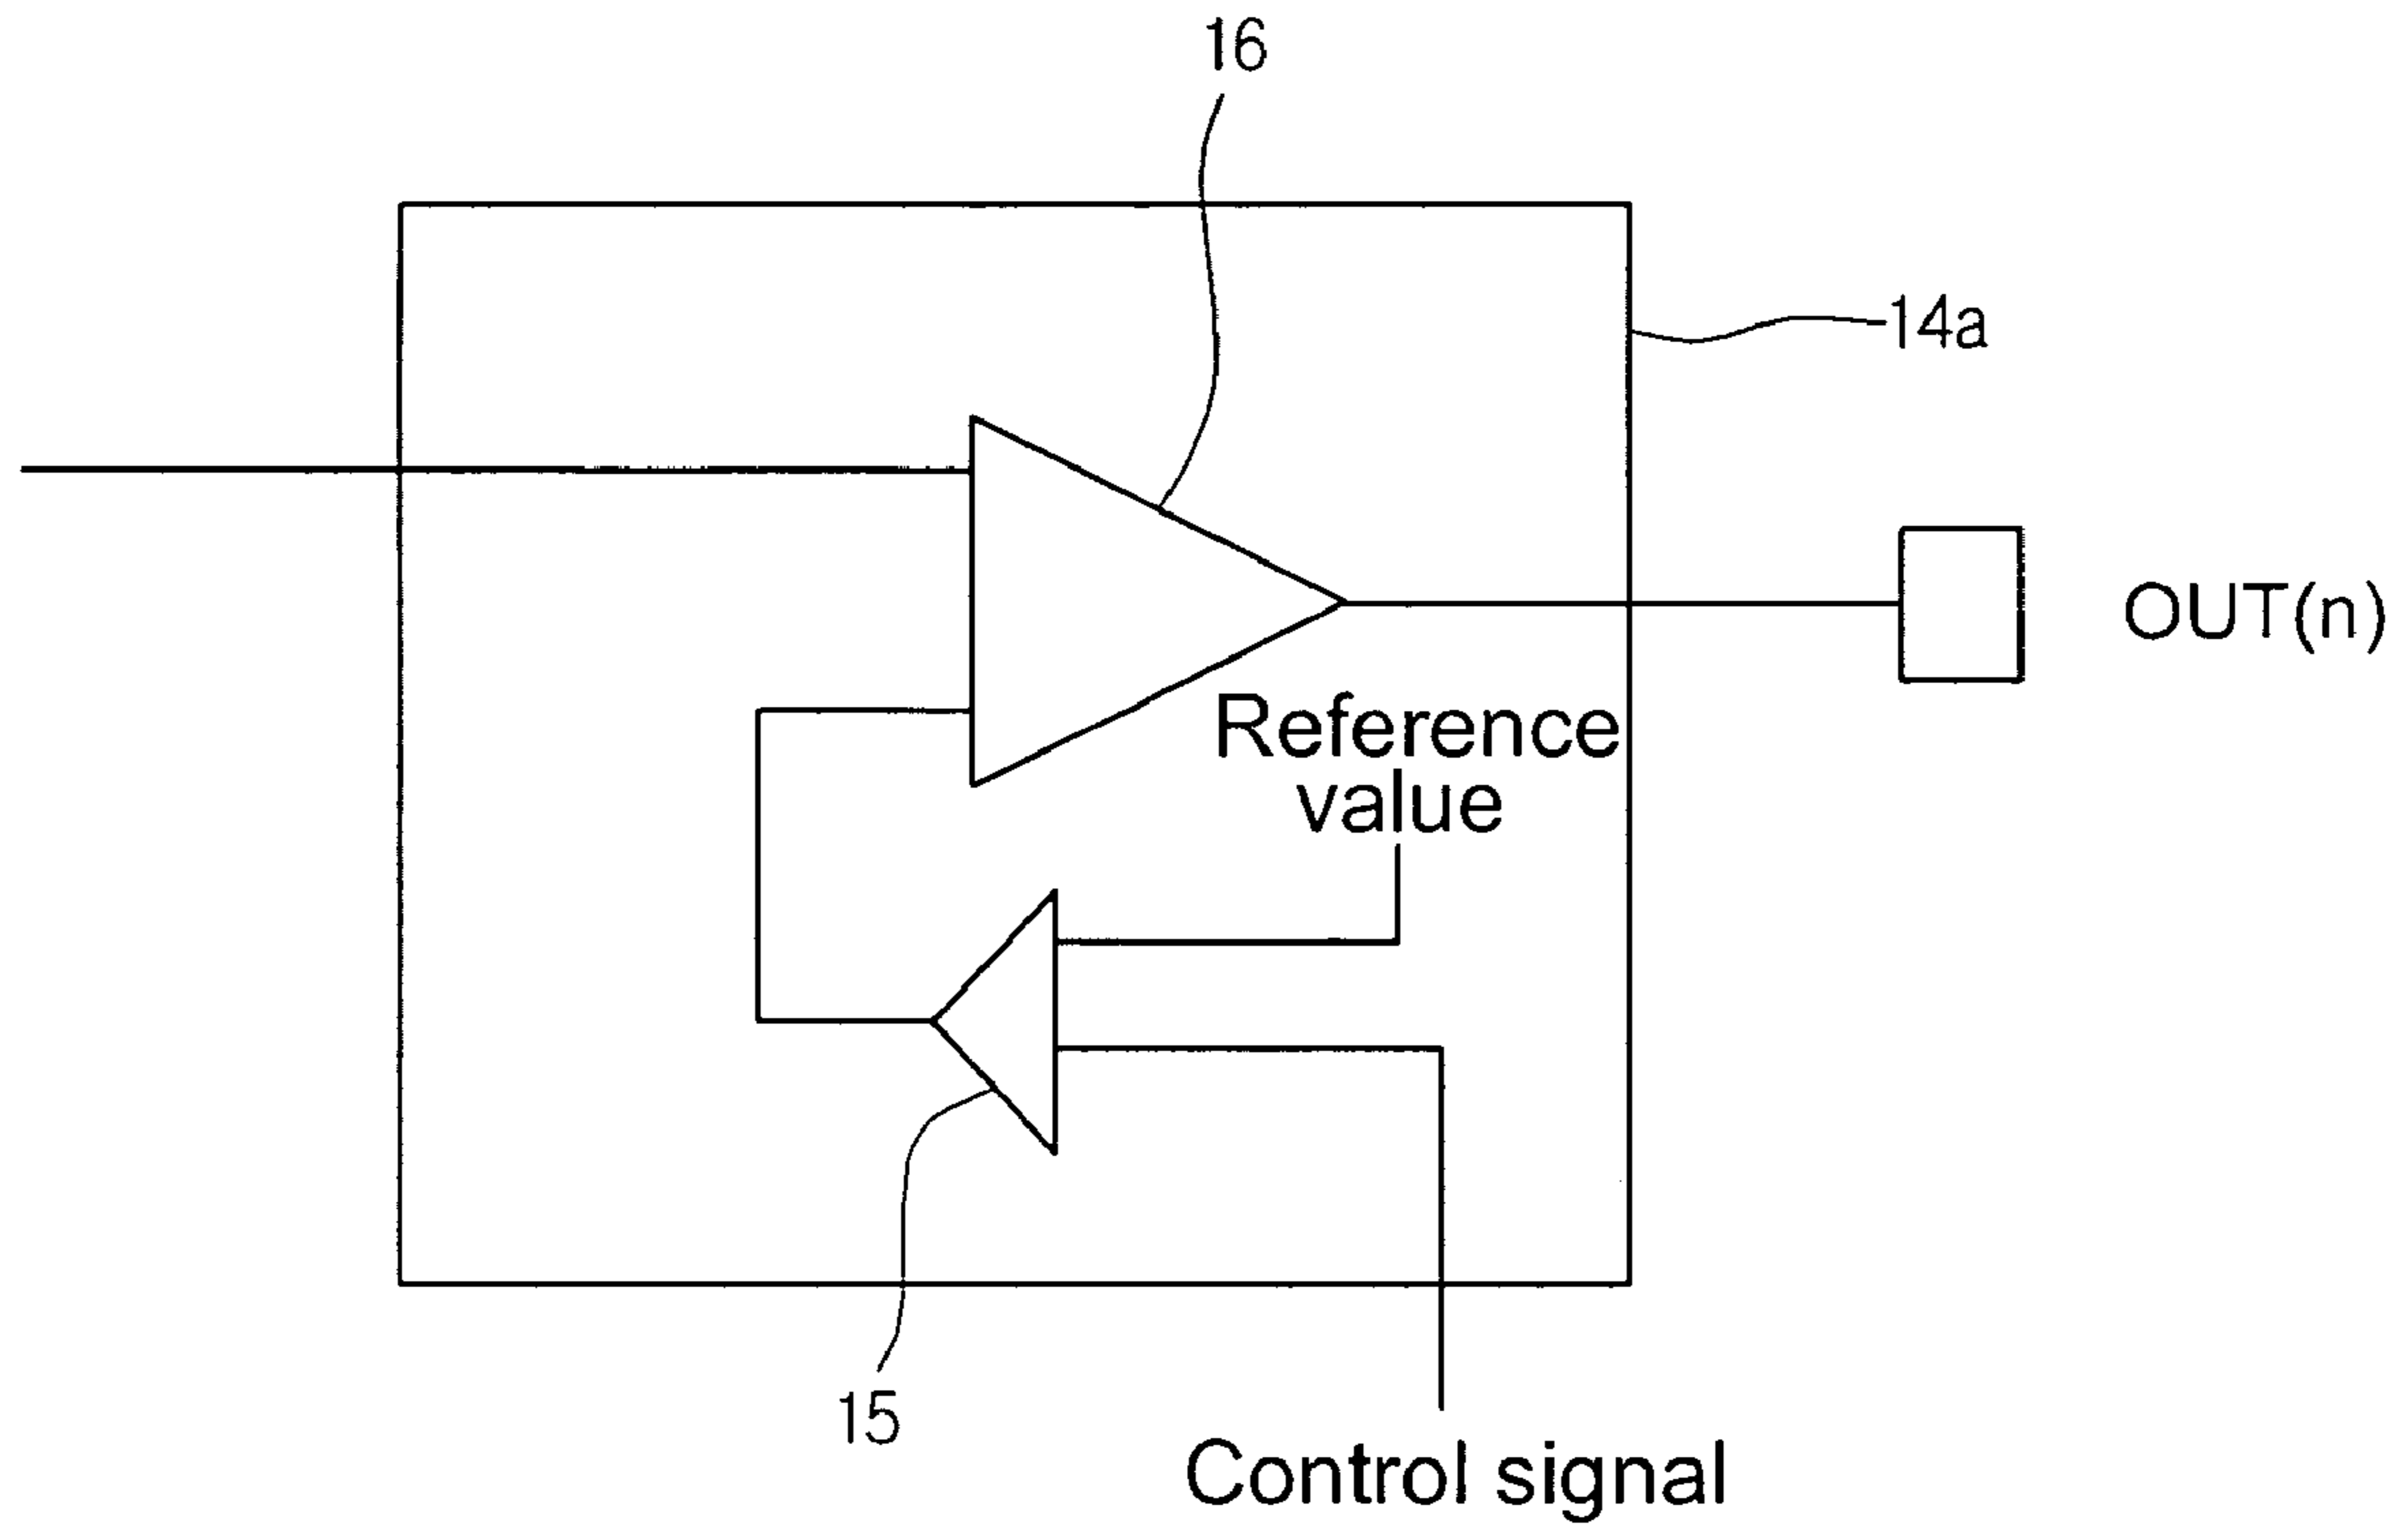 16
14a
OUT(n)
Reference
value
15
Control signal